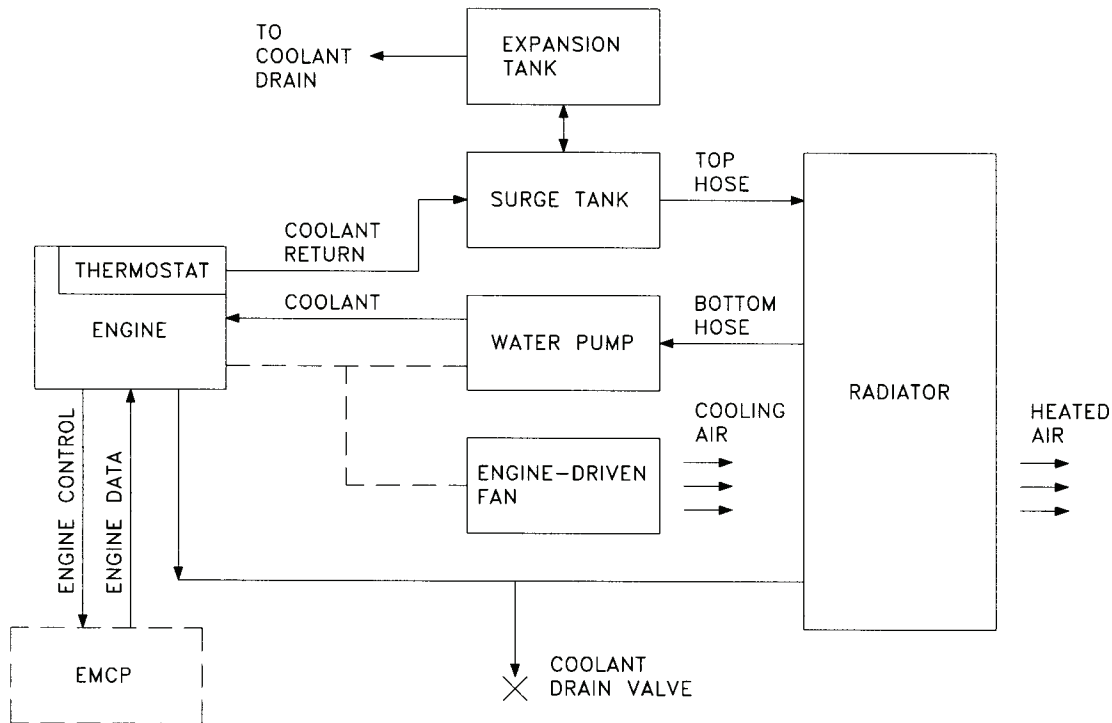 TO
COOLANT
DRAIN
EXPANSION
TANK
SURGE TANK
TOP
HOSE
COOLANT
RETURN
THERMOSTAT
ENGINE
COOLANT
WATER PUMP
BOTTOM
HOSE
RADIATOR
COOLING
AIR
HEATED
AIR
ENGINE-DRIVEN
FAN
ENGINE CONTROL
ENGINE DATA
EMCP
COOLANT
DRAIN VALVE